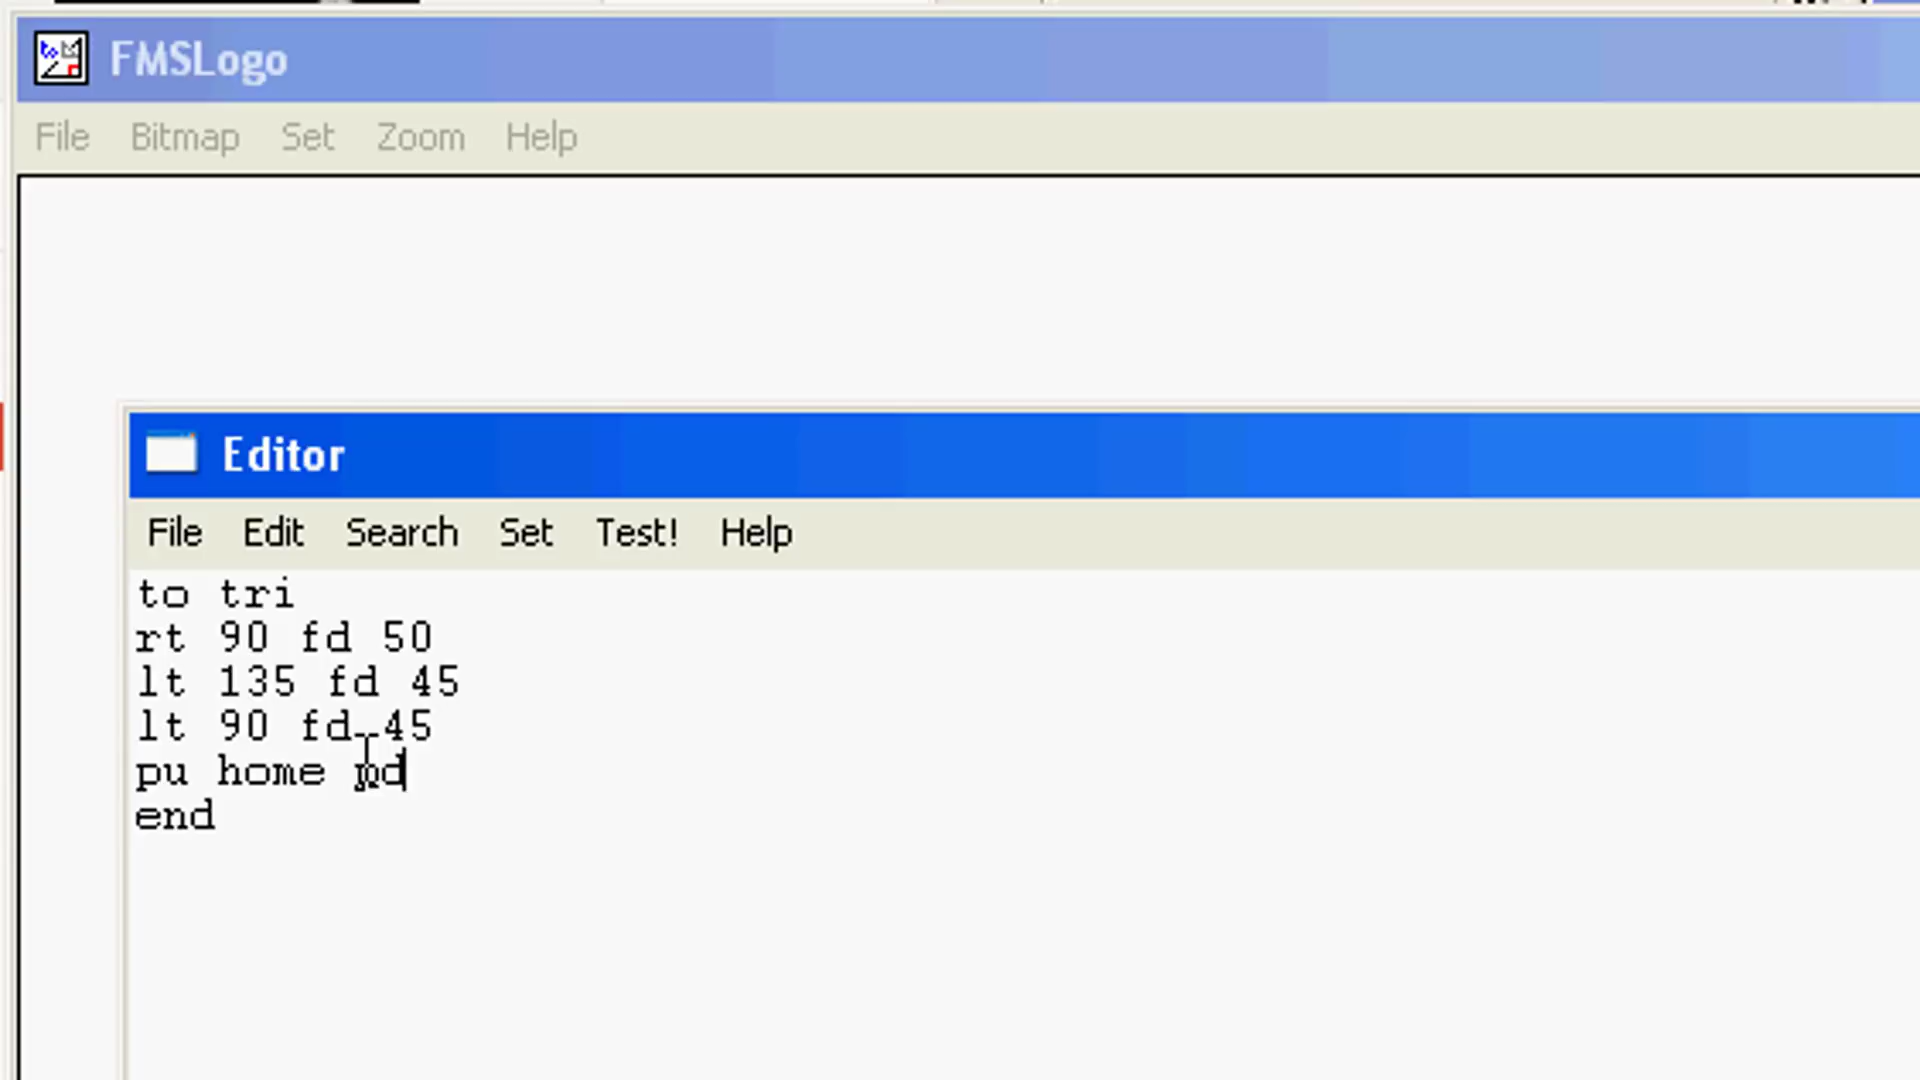 FMSLogo
File Bitmap Set Zoom Help
Editor
File Edit Search Set Test! Help
to tri
rt 90 fd 50
lt 135 fd 45
lt 90 fd 45
pu home pd
end